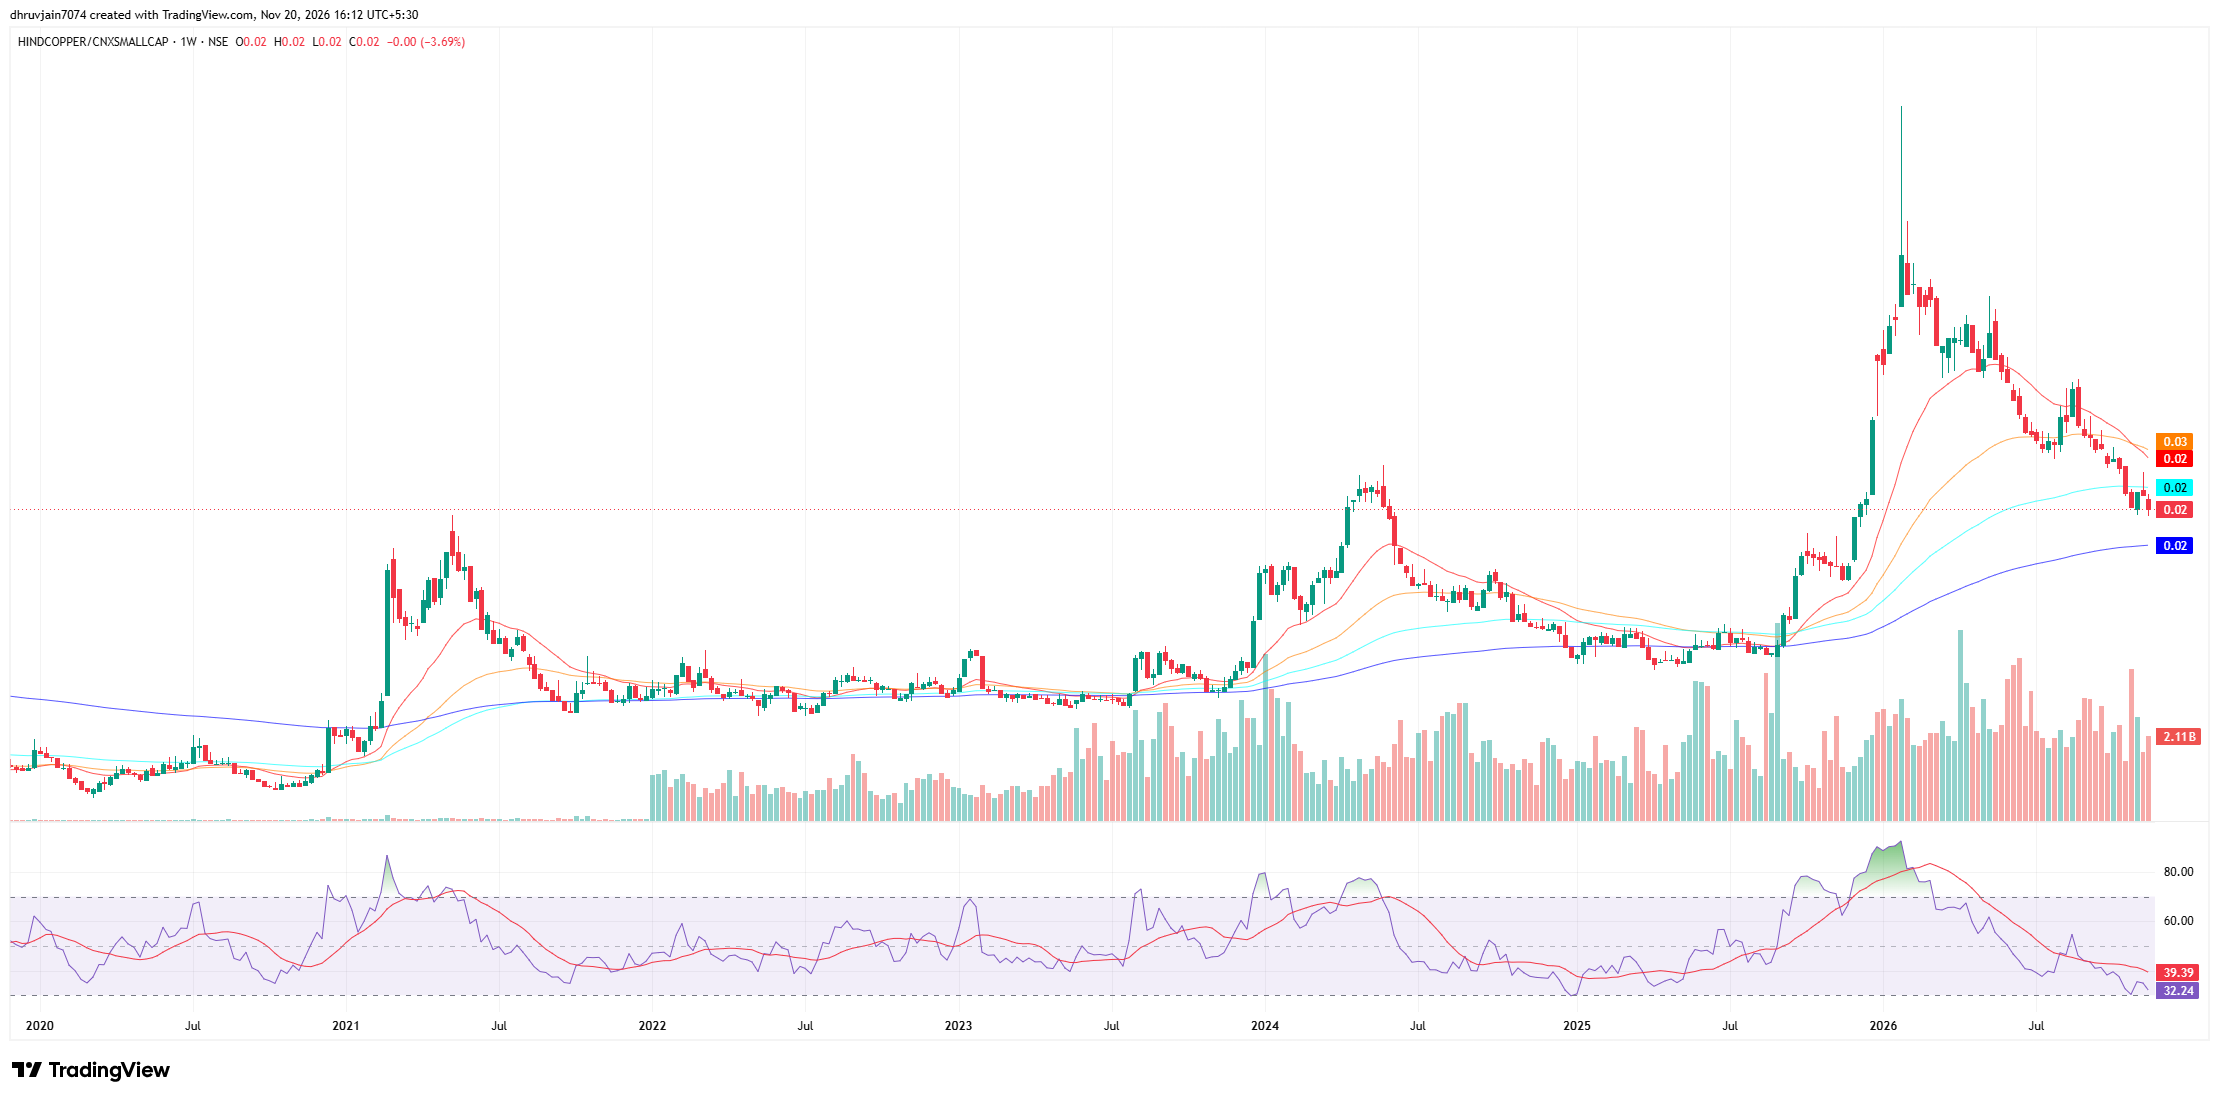 dhruvjain7074 created with TradingView.com, Nov 20, 2026 16:12 UTC+5:30
HINDCOPPER/CNXSMALLCAP · 1W · NSE O0.02 H0.02 L0.02 C0.02 −0.00 (−3.69%)
0.03
0.02
0.02
0.02
0.02
2.11B
80.00
60.00
39.39
32.24
2020 Jul 2021 Jul 2022 Jul 2023 Jul 2024 Jul 2025 Jul 2026 Jul
TradingView